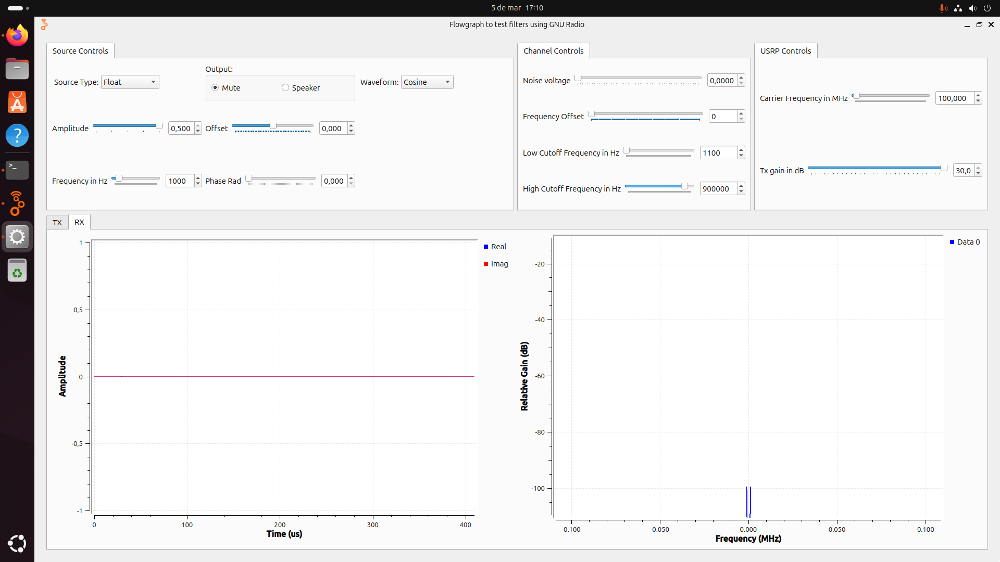 5 de mar 17:10
Flowgraph to test filters using GNU Radio
Source Controls
Source Type: Float
Output:
Mute
Speaker
Waveform: Cosine
Amplitude 0,500
Offset 0,000
Frequency in Hz 1000
Phase Rad 0,000
Channel Controls
Noise voltage 0,0000
Frequency Offset 0
Low Cutoff Frequency in Hz 1100
High Cutoff Frequency in Hz 900000
USRP Controls
Carrier Frequency in MHz 100,000
Tx gain in dB 30,0
TX RX
1
0,5
0
-0,5
-1
Amplitude
0 100 200 300 400
Time (us)
Real
Imag
-20
-40
-60
-80
-100
Relative Gain (dB)
-0.100 -0.050 0.000 0.050 0.100
Frequency (MHz)
Data 0